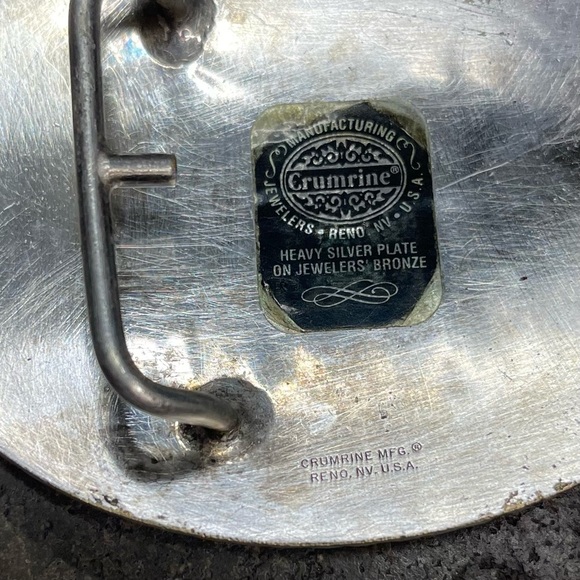 MANUFACTURING
Crumrine®
JEWELERS • RENO, NV • U.S.A.
HEAVY SILVER PLATE
ON JEWELERS' BRONZE
CRUMRINE MFG.®
RENO, NV. U.S.A.